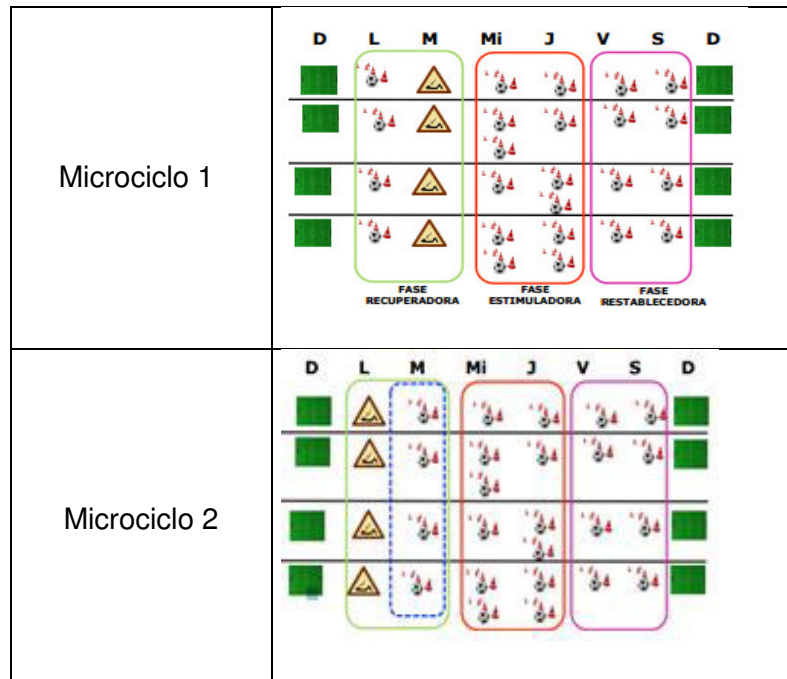 D L M Mi J V S D
Microciclo 1
FASE RECUPERADORA
FASE ESTIMULADORA
FASE RESTABLECEDORA
D L M Mi J V S D
Microciclo 2